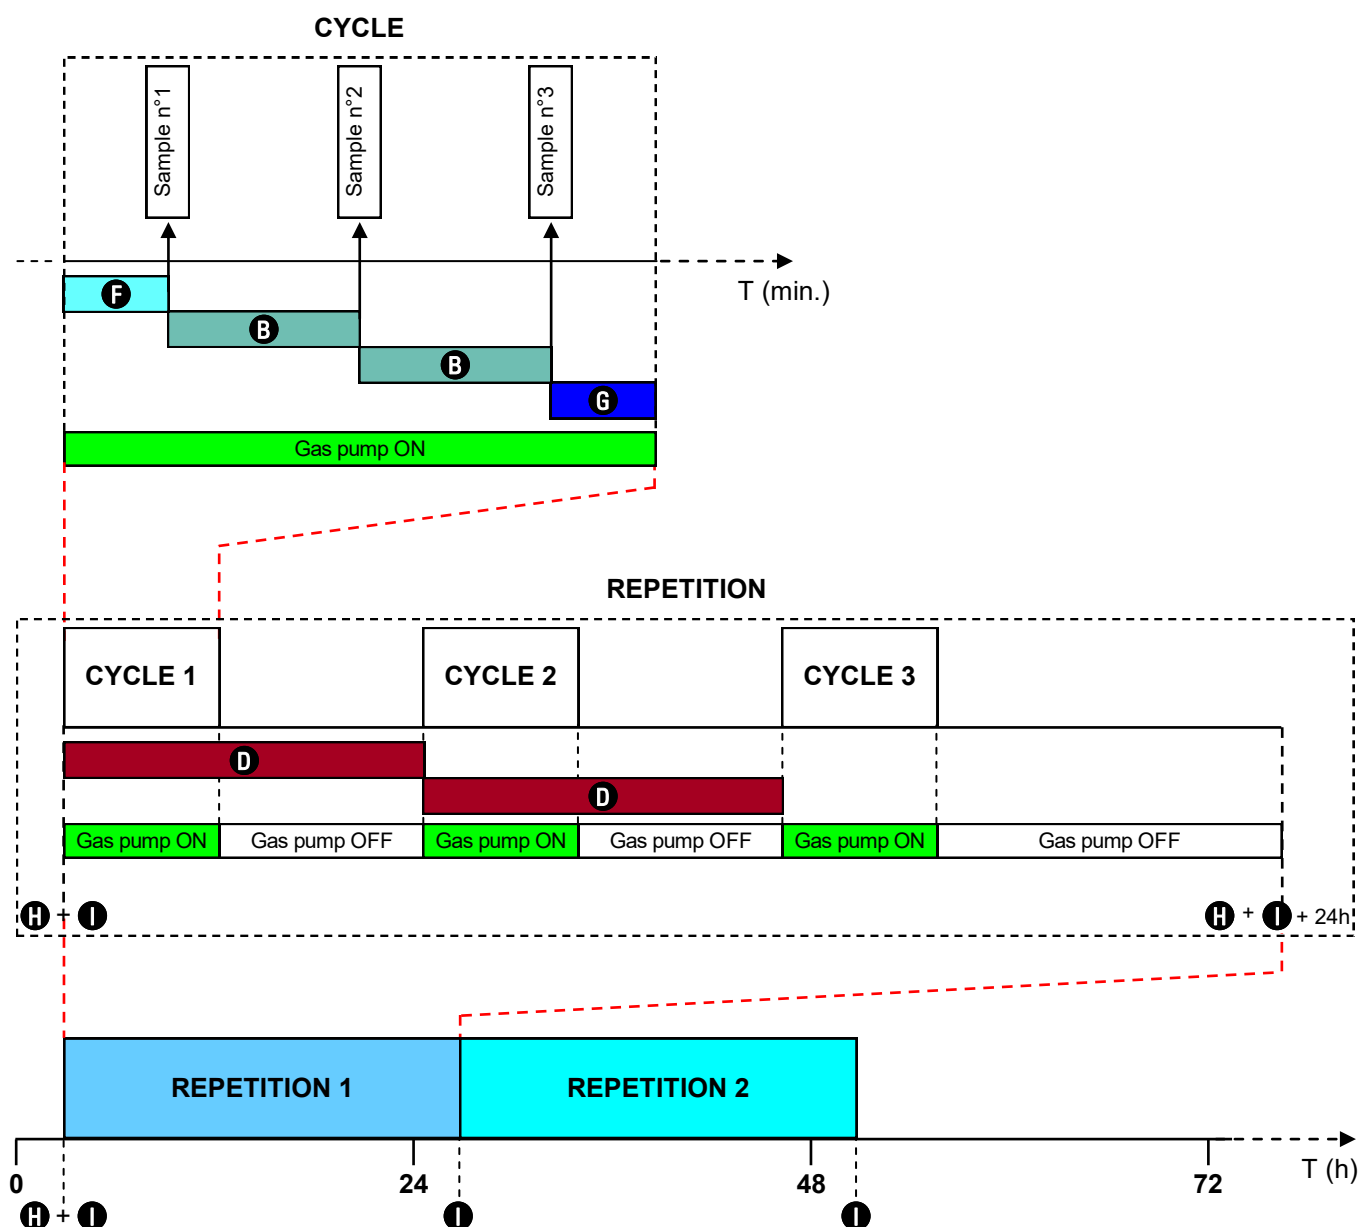 CYCLE
Sample n°1
Sample n°2
Sample n°3
T (min.)
F
B
B
G
Gas pump ON
REPETITION
CYCLE 1
CYCLE 2
CYCLE 3
D
D
Gas pump ON
Gas pump OFF
Gas pump ON
Gas pump OFF
Gas pump ON
Gas pump OFF
H + I
H + I + 24h
REPETITION 1
REPETITION 2
0
24
48
72
T (h)
H + I
I
I